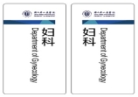 妇科
Department of Gynecology
妇科
Department of Gynecology